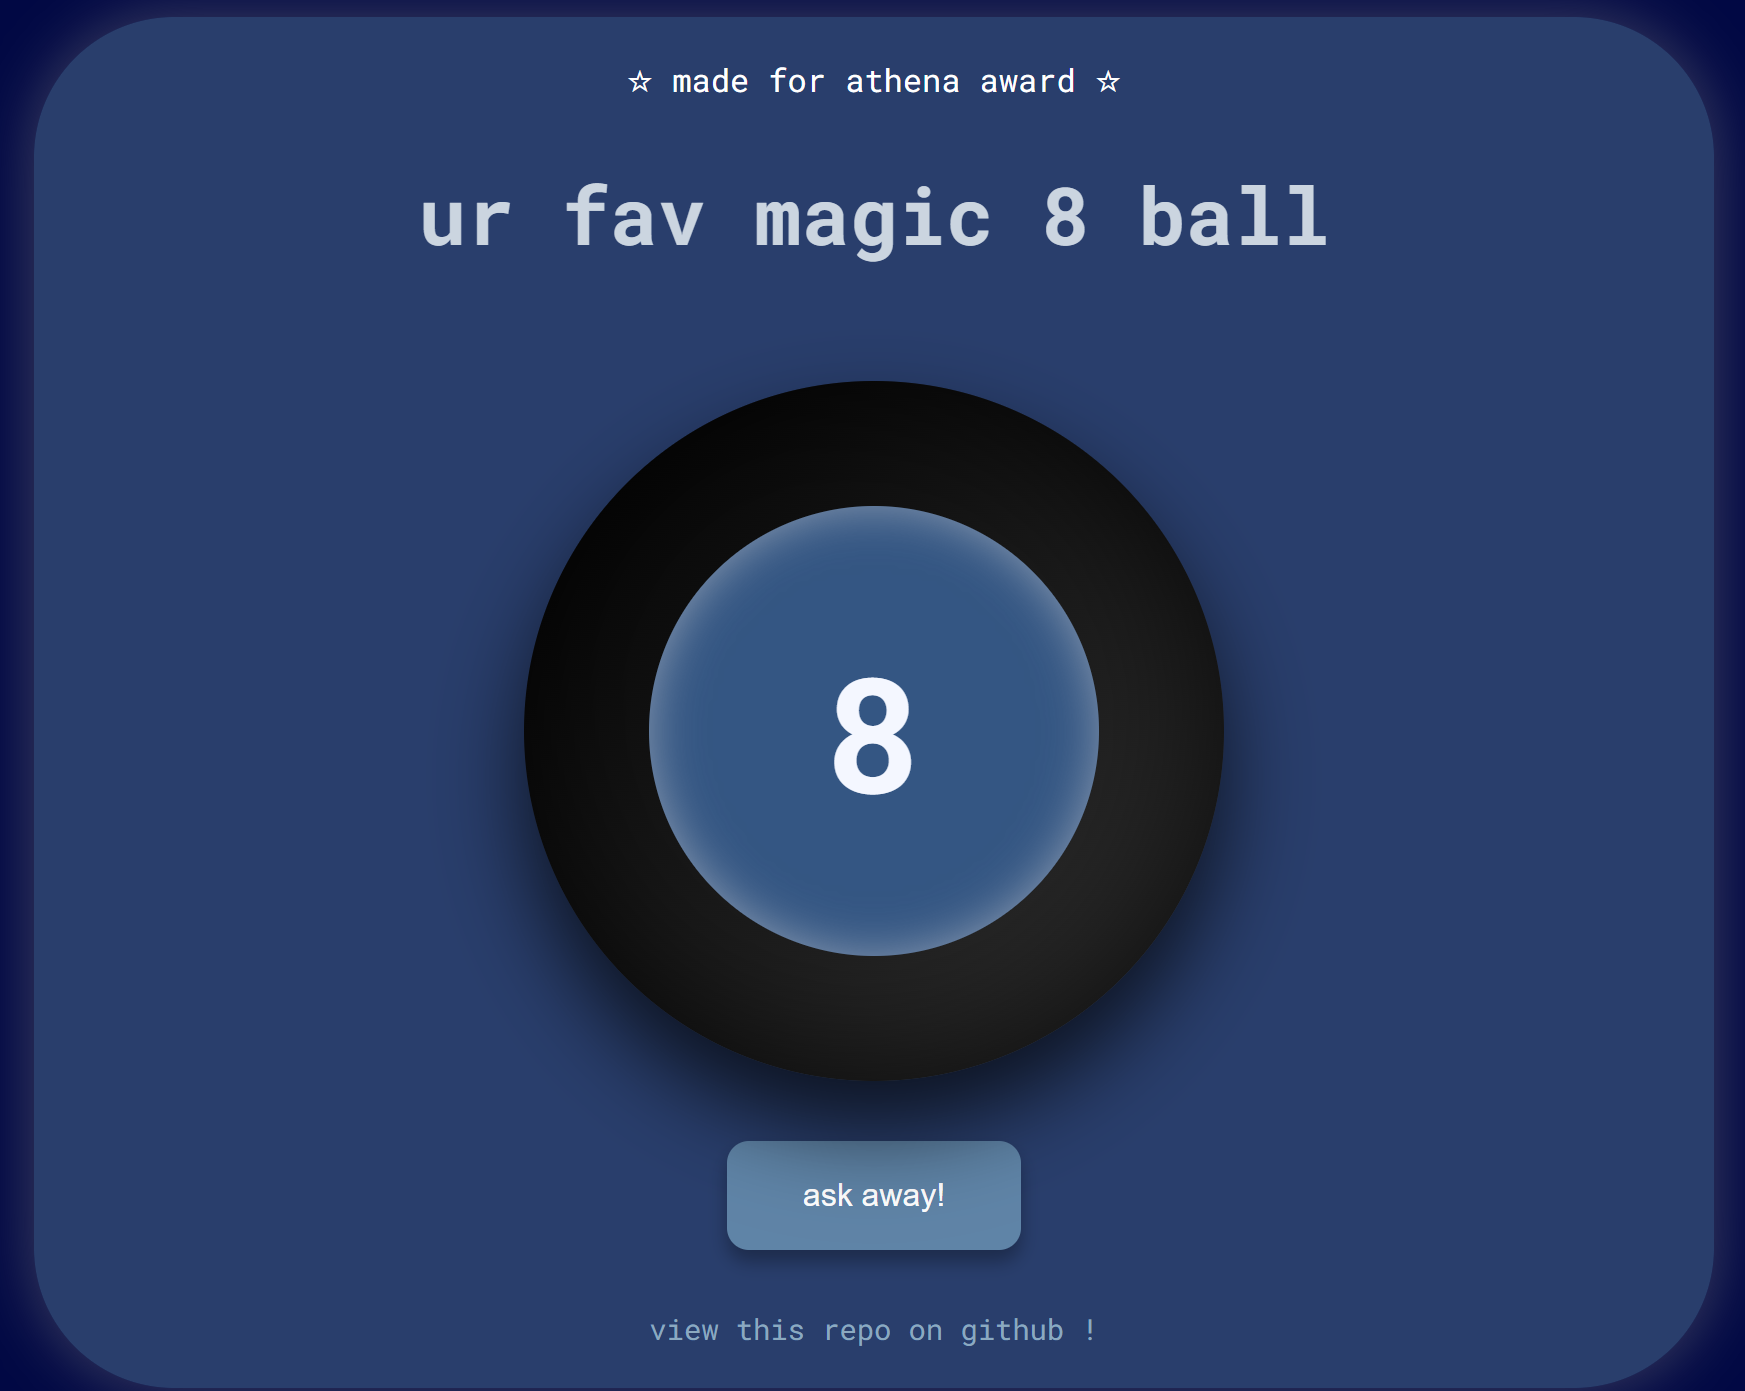 ☆ made for athena award ☆
ur fav magic 8 ball
8
ask away!
view this repo on github !